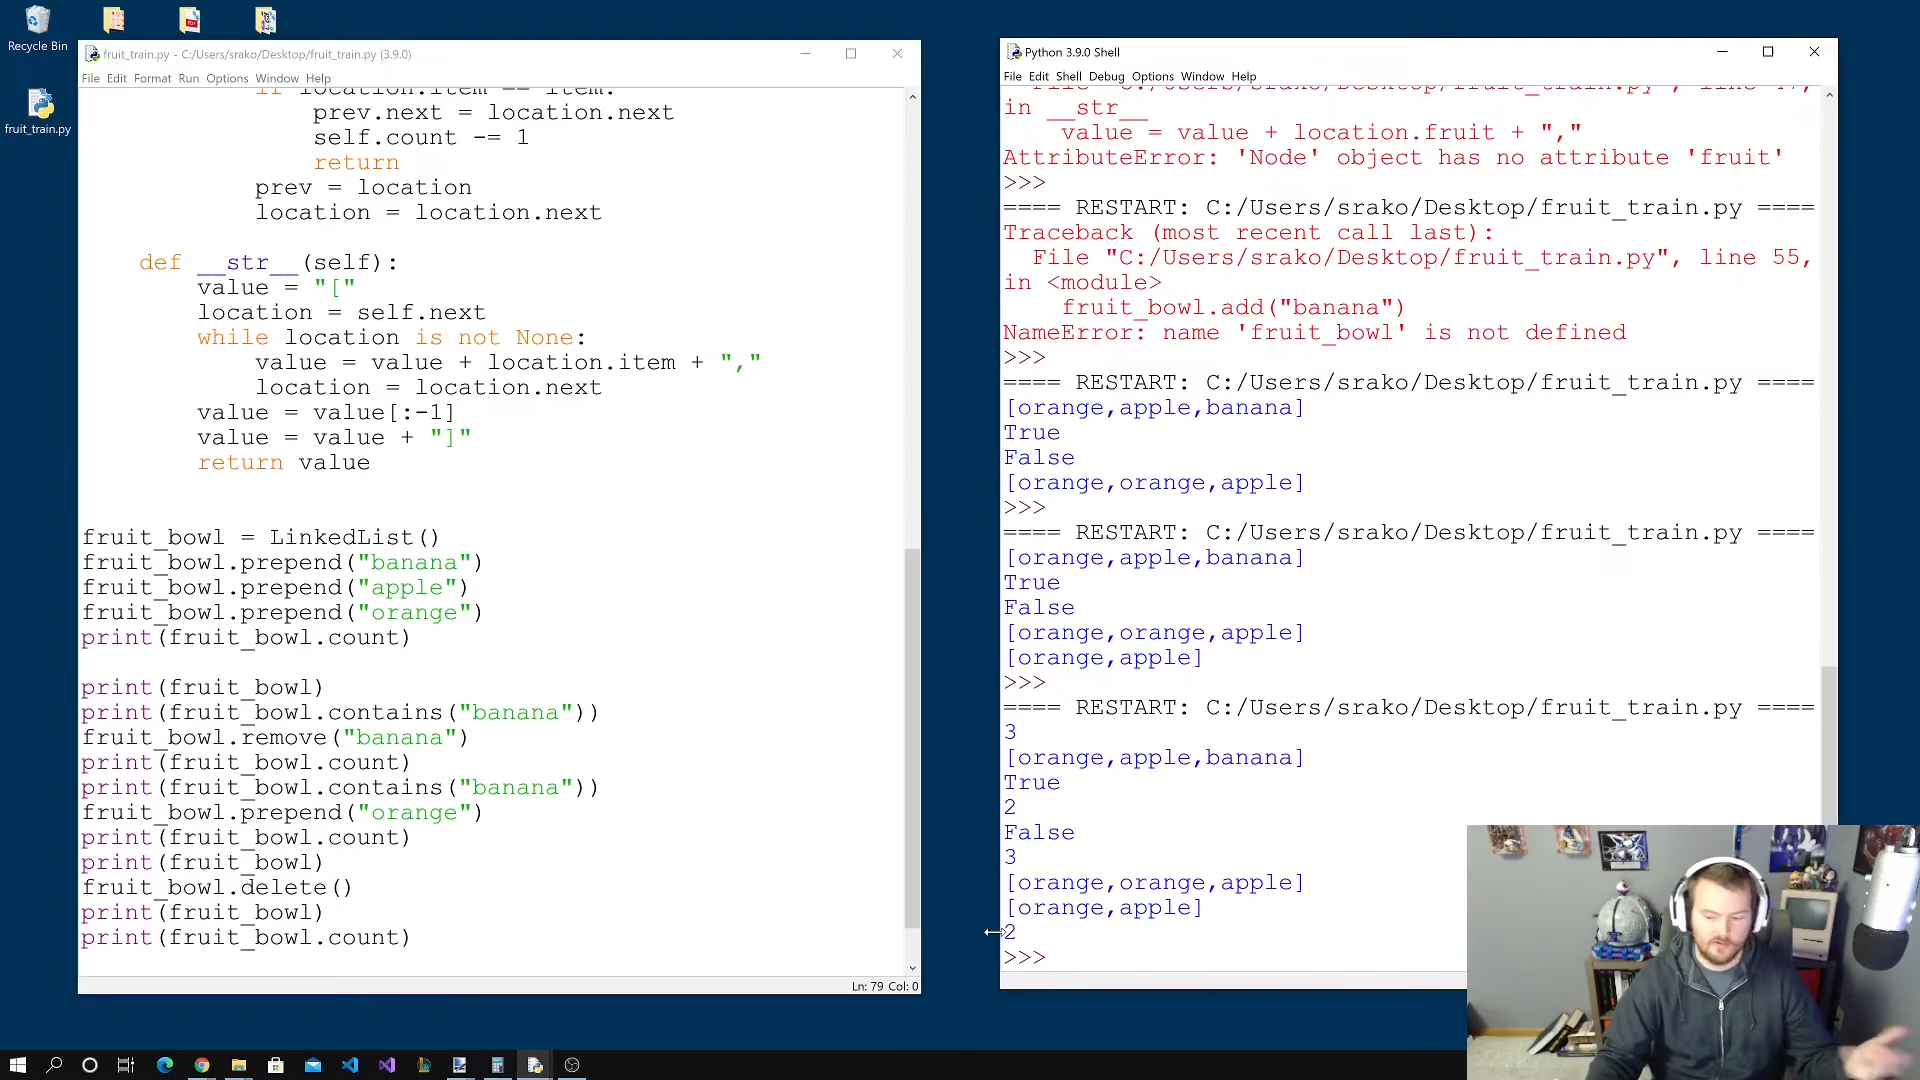 Recycle Bin
fruit_train.py
fruit_train.py - C:/Users/srako/Desktop/fruit_train.py (3.9.0)
File Edit Format Run Options Window Help
if location.item == item:
prev.next = location.next
self.count -= 1
return
prev = location
location = location.next
def __str__(self):
value = "["
location = self.next
while location is not None:
value = value + location.item + ","
location = location.next
value = value[:-1]
value = value + "]"
return value
fruit_bowl = LinkedList()
fruit_bowl.prepend("banana")
fruit_bowl.prepend("apple")
fruit_bowl.prepend("orange")
print(fruit_bowl.count)
print(fruit_bowl)
print(fruit_bowl.contains("banana"))
fruit_bowl.remove("banana")
print(fruit_bowl.count)
print(fruit_bowl.contains("banana"))
fruit_bowl.prepend("orange")
print(fruit_bowl.count)
print(fruit_bowl)
fruit_bowl.delete()
print(fruit_bowl)
print(fruit_bowl.count)
Ln: 79 Col: 0
Python 3.9.0 Shell
File Edit Shell Debug Options Window Help
File "C:/Users/srako/Desktop/fruit_train.py", line 47,
in __str__
value = value + location.fruit + ","
AttributeError: 'Node' object has no attribute 'fruit'
>>>
==== RESTART: C:/Users/srako/Desktop/fruit_train.py ====
Traceback (most recent call last):
File "C:/Users/srako/Desktop/fruit_train.py", line 55,
in <module>
fruit_bowl.add("banana")
NameError: name 'fruit_bowl' is not defined
>>>
==== RESTART: C:/Users/srako/Desktop/fruit_train.py ====
[orange,apple,banana]
True
False
[orange,orange,apple]
>>>
==== RESTART: C:/Users/srako/Desktop/fruit_train.py ====
[orange,apple,banana]
True
False
[orange,orange,apple]
[orange,apple]
>>>
==== RESTART: C:/Users/srako/Desktop/fruit_train.py ====
3
[orange,apple,banana]
True
2
False
3
[orange,orange,apple]
[orange,apple]
2
>>>